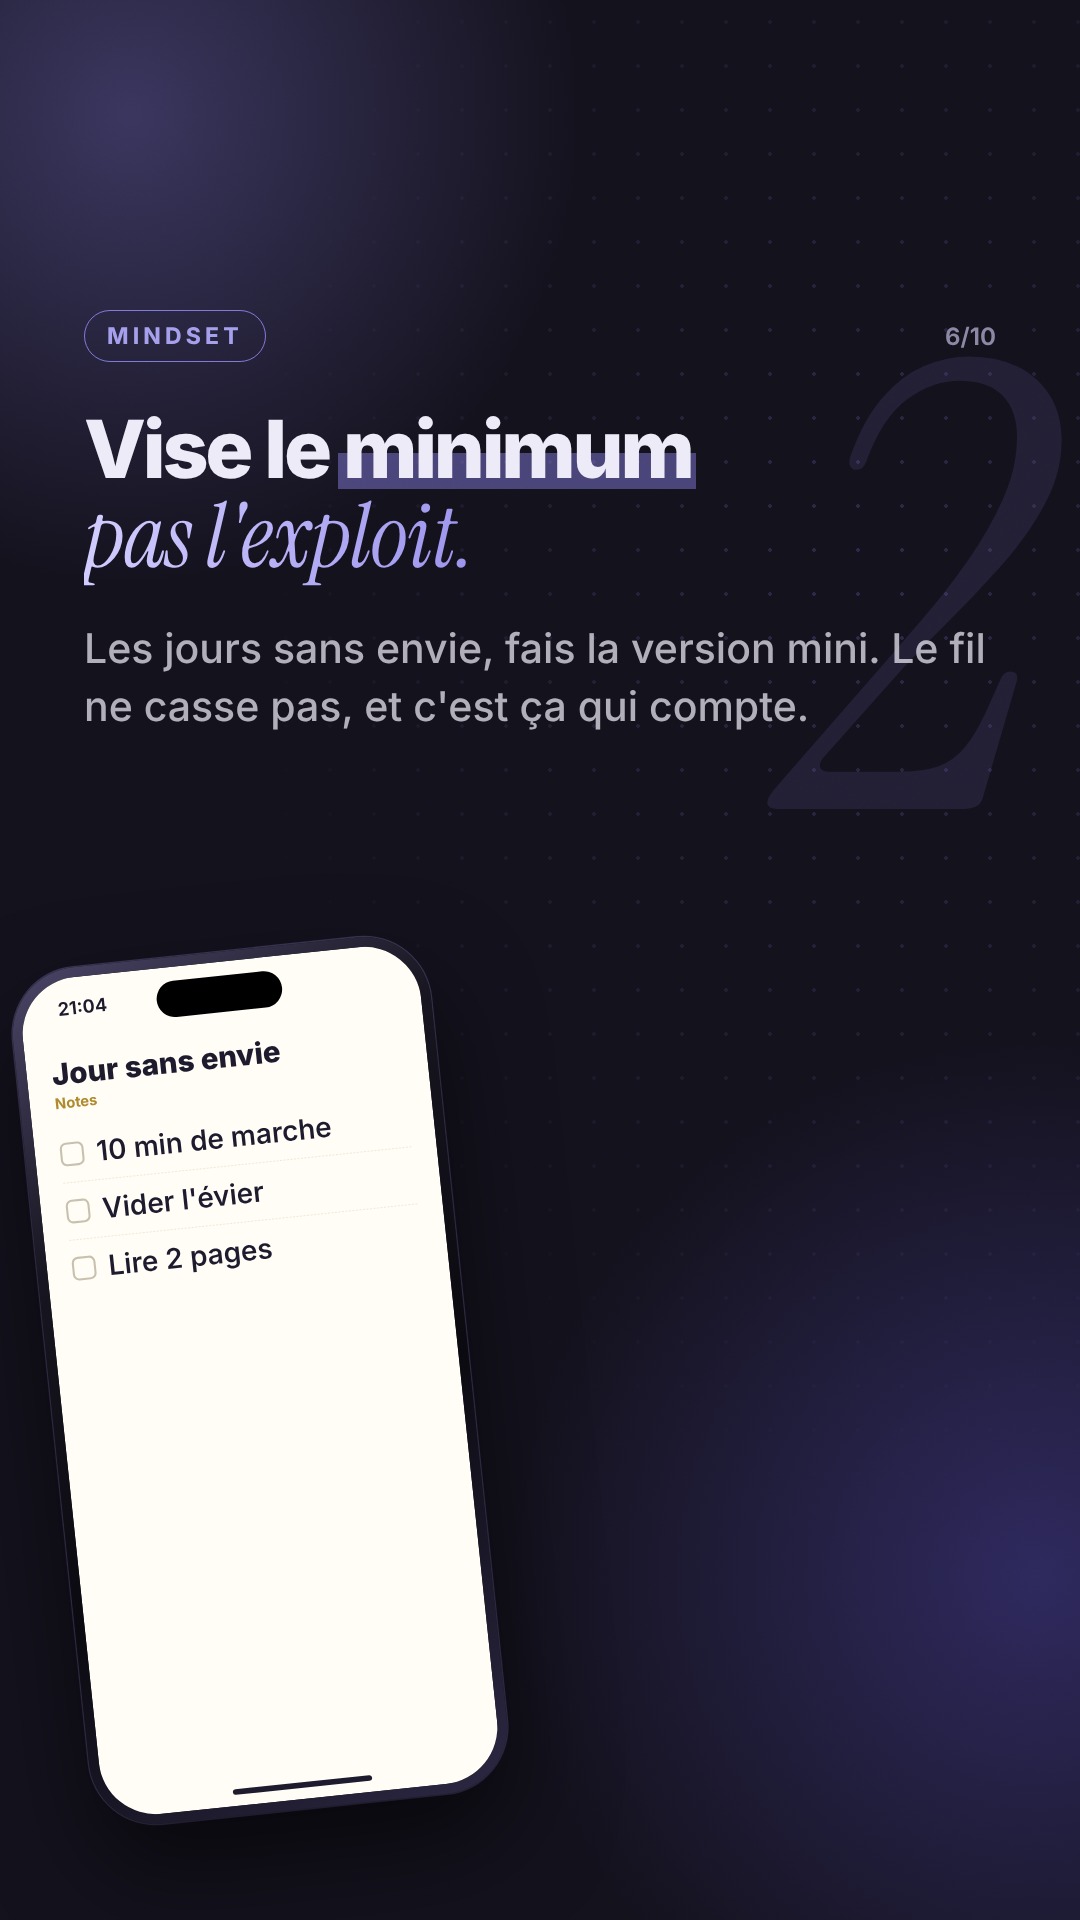 MINDSET
6/10
2
Vise le minimum
pas l'exploit.
Les jours sans envie, fais la version mini. Le fil
ne casse pas, et c'est ça qui compte.
21:04
Jour sans envie
Notes
10 min de marche
Vider l'évier
Lire 2 pages